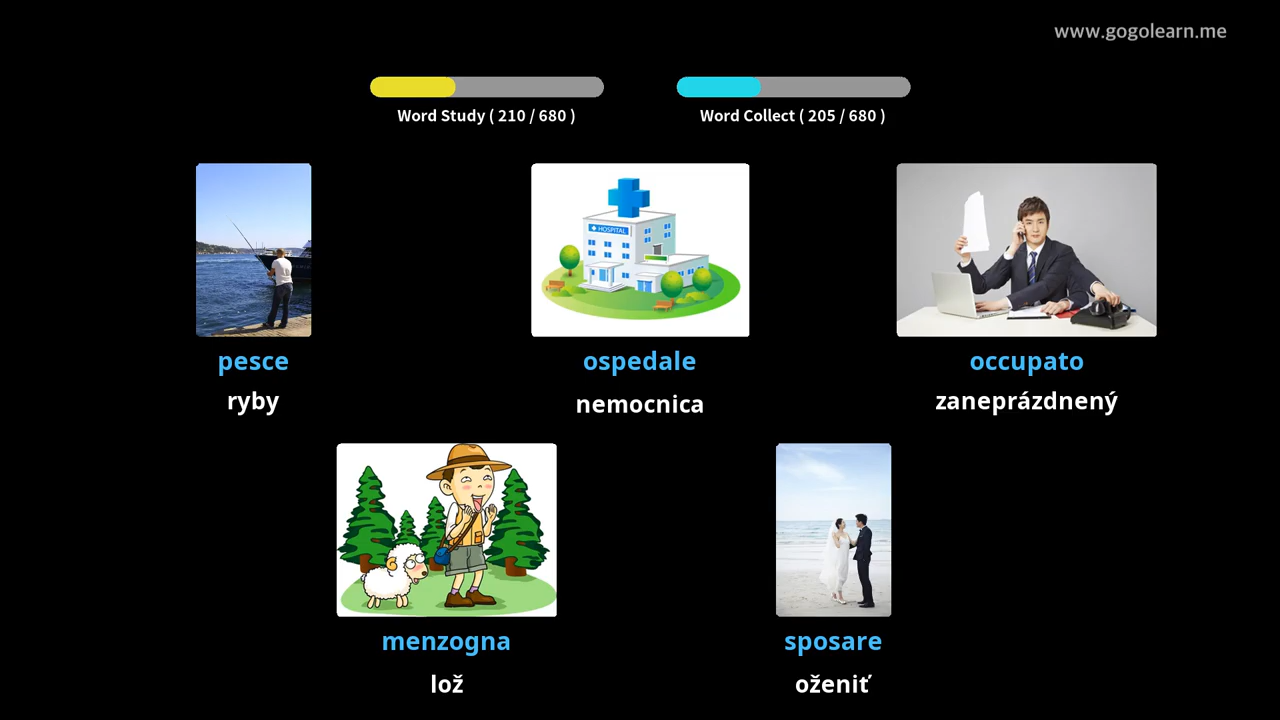 www.gogolearn.me
Word Study ( 210 / 680 )
Word Collect ( 205 / 680 )
HOSPITAL
pesce
ospedale
occupato
ryby
nemocnica
zaneprázdnený
menzogna
sposare
lož
oženiť